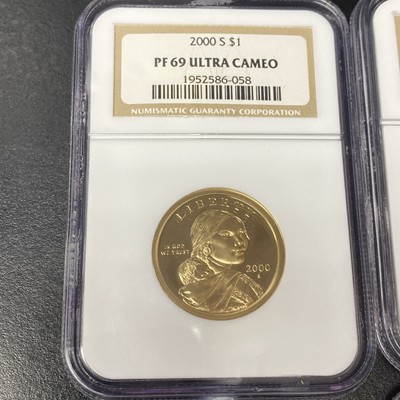 2000 S $1
PF 69 ULTRA CAMEO
1952586-058
NUMISMATIC GUARANTY CORPORATION
LIBERTY
IN GOD
WE TRUST
2000
S